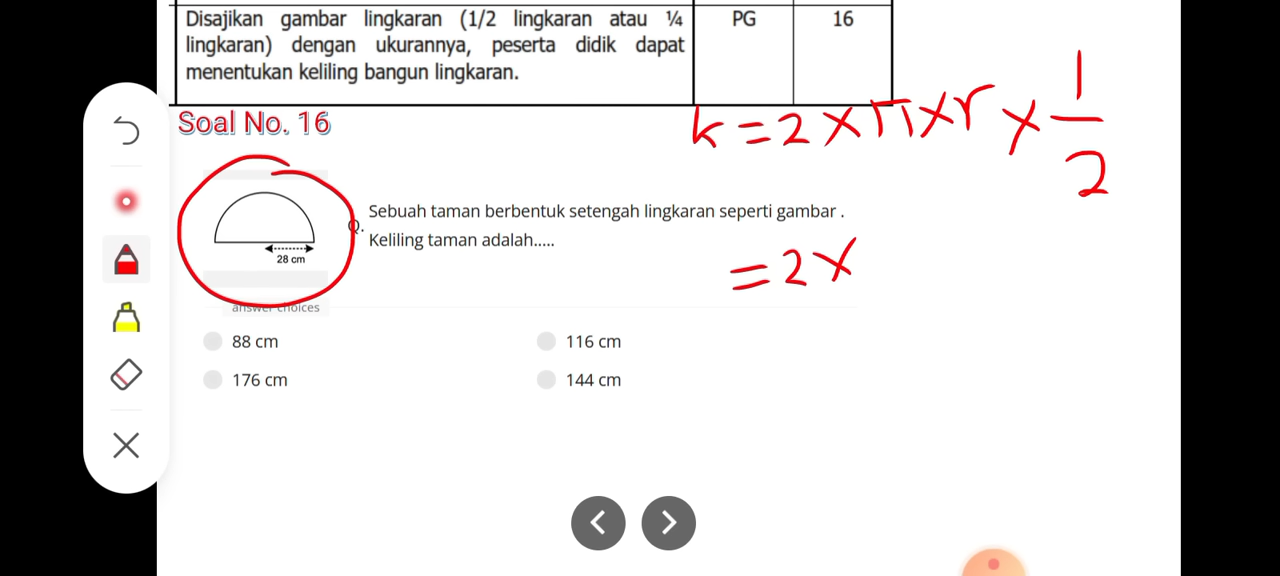 Disajikan gambar lingkaran (1/2 lingkaran atau ¼
lingkaran) dengan ukurannya, peserta didik dapat
menentukan keliling bangun lingkaran.
PG
16
Soal No. 16
k = 2 × π × r × 1/2
28 cm
Q.
Sebuah taman berbentuk setengah lingkaran seperti gambar .
Keliling taman adalah.....
= 2 ×
answer choices
88 cm
116 cm
176 cm
144 cm